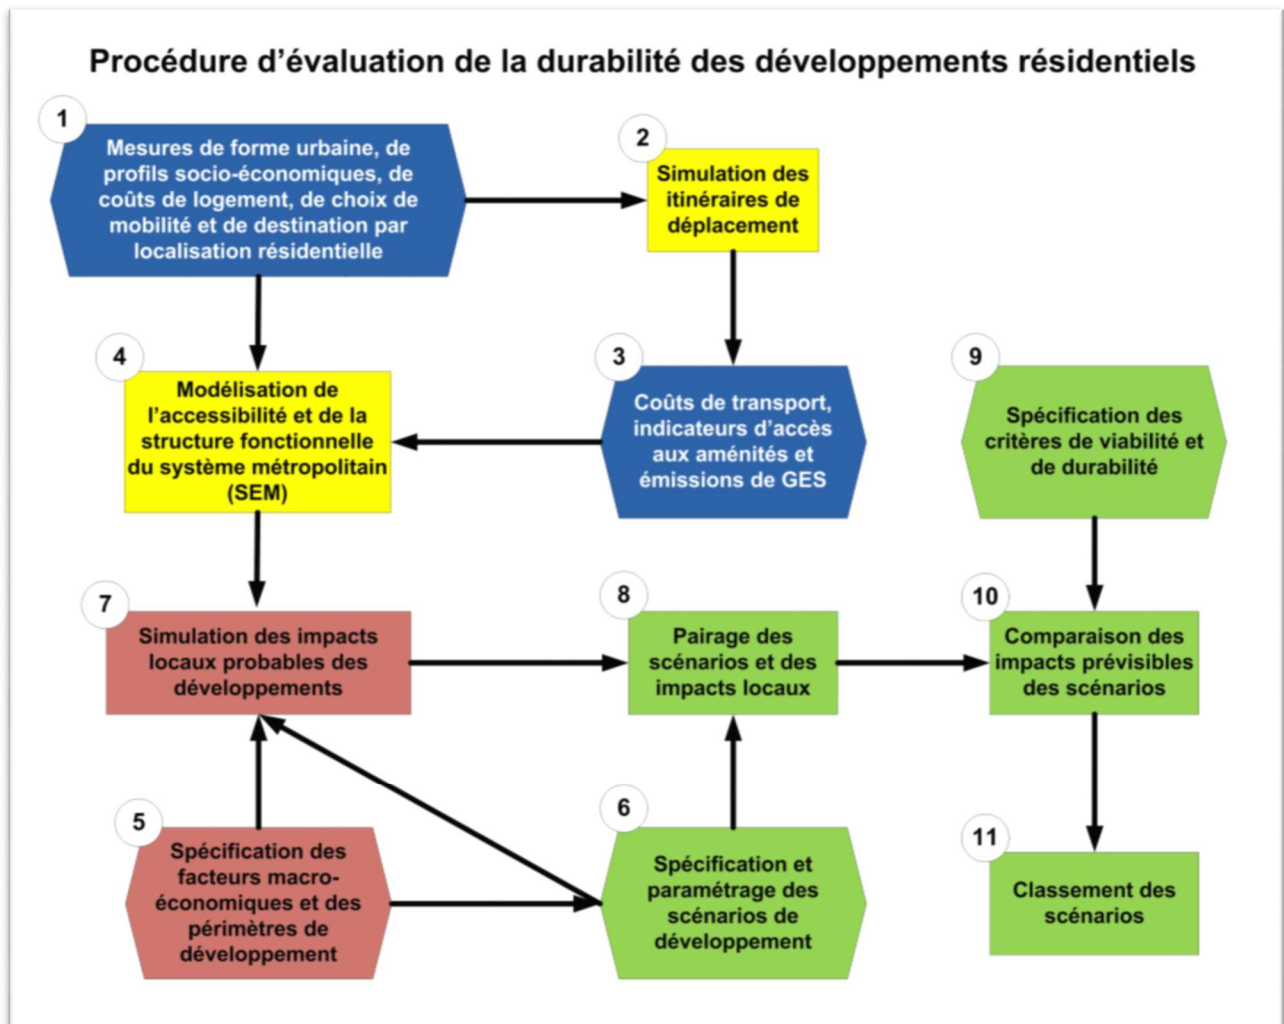 Procédure d’évaluation de la durabilité des développements résidentiels
1
Mesures de forme urbaine, de
profils socio-économiques, de
coûts de logement, de choix de
mobilité et de destination par
localisation résidentielle
2
Simulation des
itinéraires de
déplacement
3
Coûts de transport,
indicateurs d’accès
aux aménités et
émissions de GES
4
Modélisation de
l’accessibilité et de la
structure fonctionnelle
du système métropolitain
(SEM)
5
Spécification des
facteurs macro-
économiques et des
périmètres de
développement
6
Spécification et
paramétrage des
scénarios de
développement
7
Simulation des impacts
locaux probables des
développements
8
Pairage des
scénarios et des
impacts locaux
9
Spécification des
critères de viabilité et
de durabilité
10
Comparaison des
impacts prévisibles
des scénarios
11
Classement des
scénarios